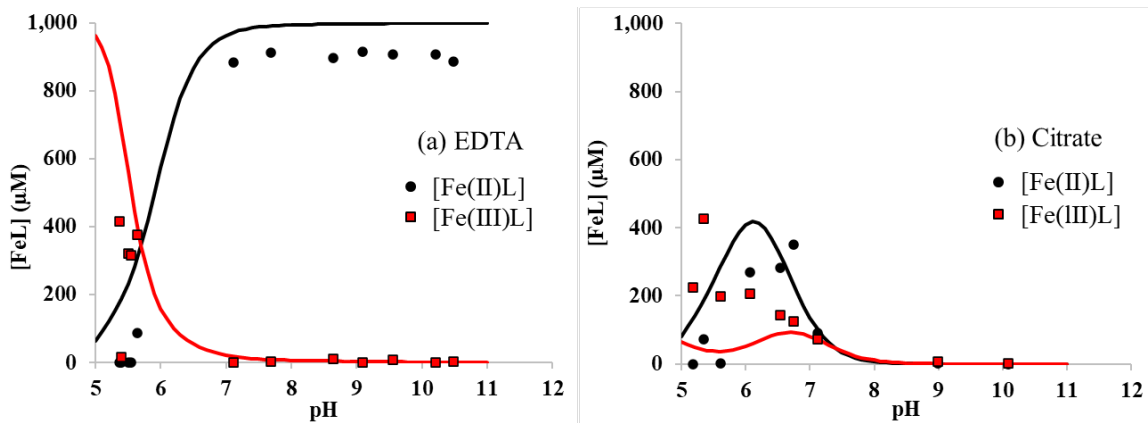 1,000
800
600
400
200
0
[FeL] (µM)
(a) EDTA
[Fe(II)L]
[Fe(III)L]
5 6 7 8 9 10 11 12
pH
1,000
800
600
400
200
0
[FeL] (µM)
(b) Citrate
[Fe(II)L]
[Fe(lII)L]
5 6 7 8 9 10 11 12
pH